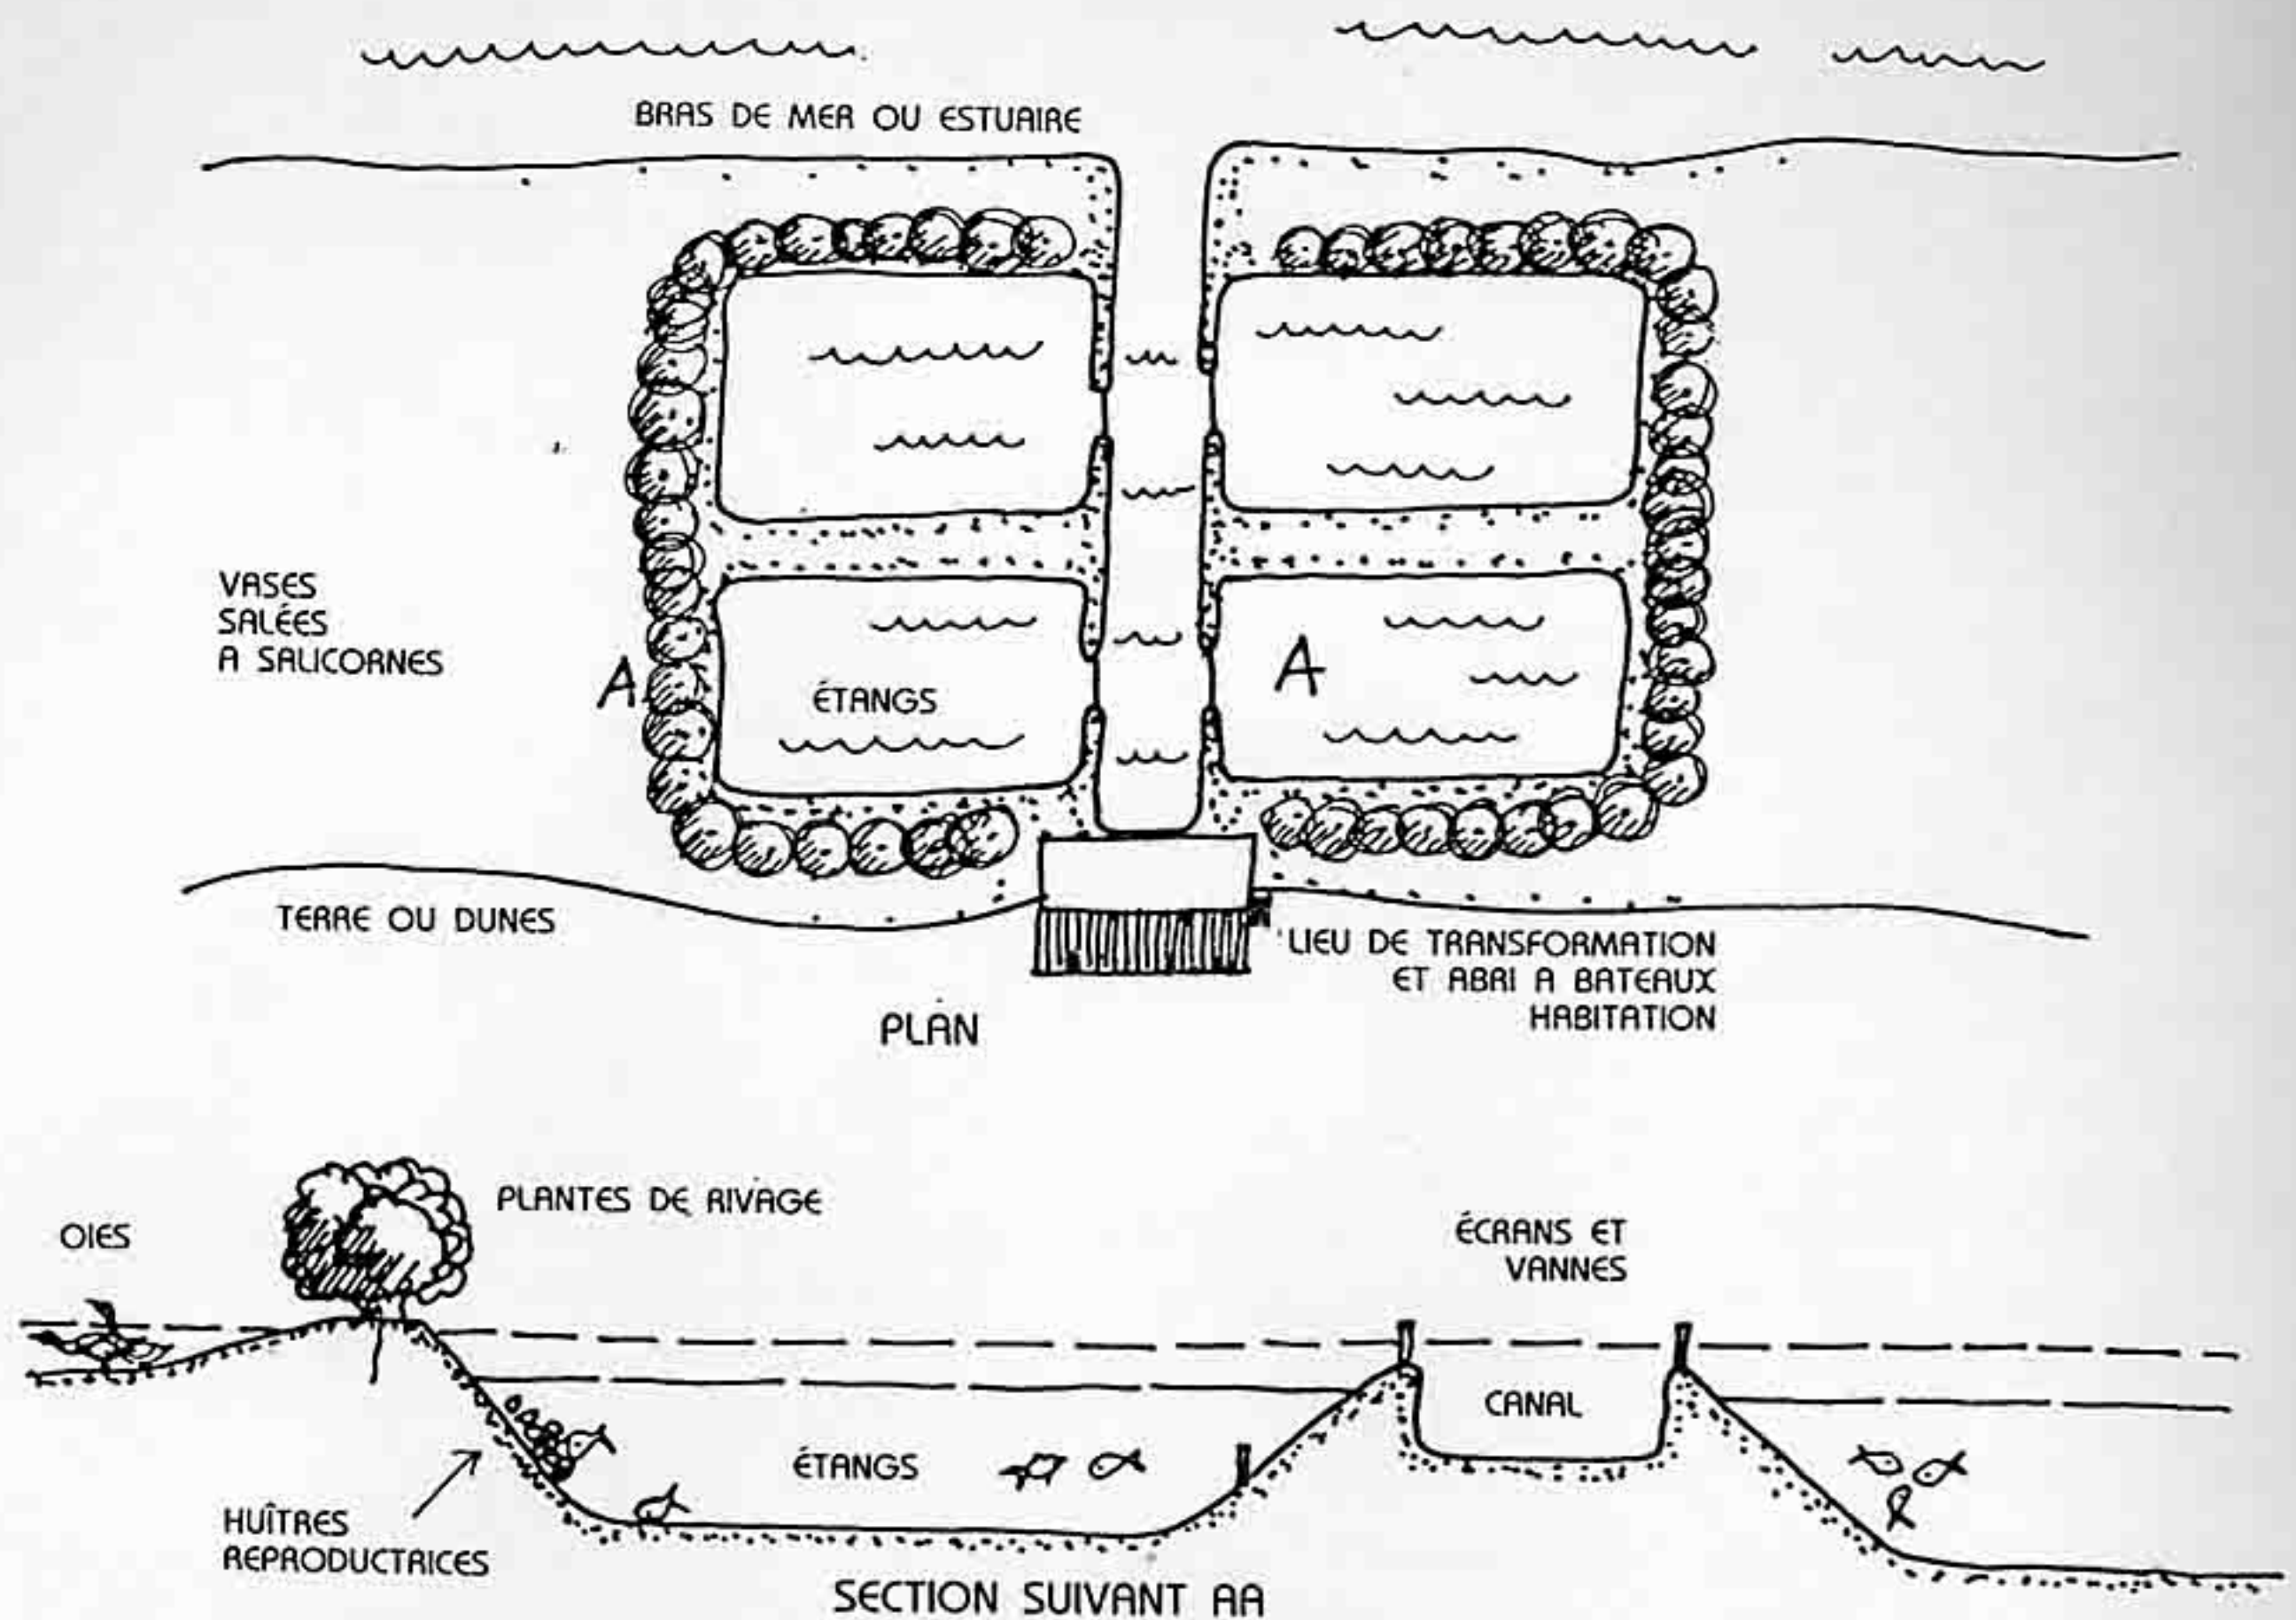 BRAS DE MER OU ESTUAIRE
VASES
SALÉES
A SALICORNES
A
ÉTANGS
A
TERRE OU DUNES
LIEU DE TRANSFORMATION
ET ABRI A BATEAUX
HABITATION
PLAN
OIES
PLANTES DE RIVAGE
ÉCRANS ET
VANNES
CANAL
ÉTANGS
HUÎTRES
REPRODUCTRICES
SECTION SUIVANT AA